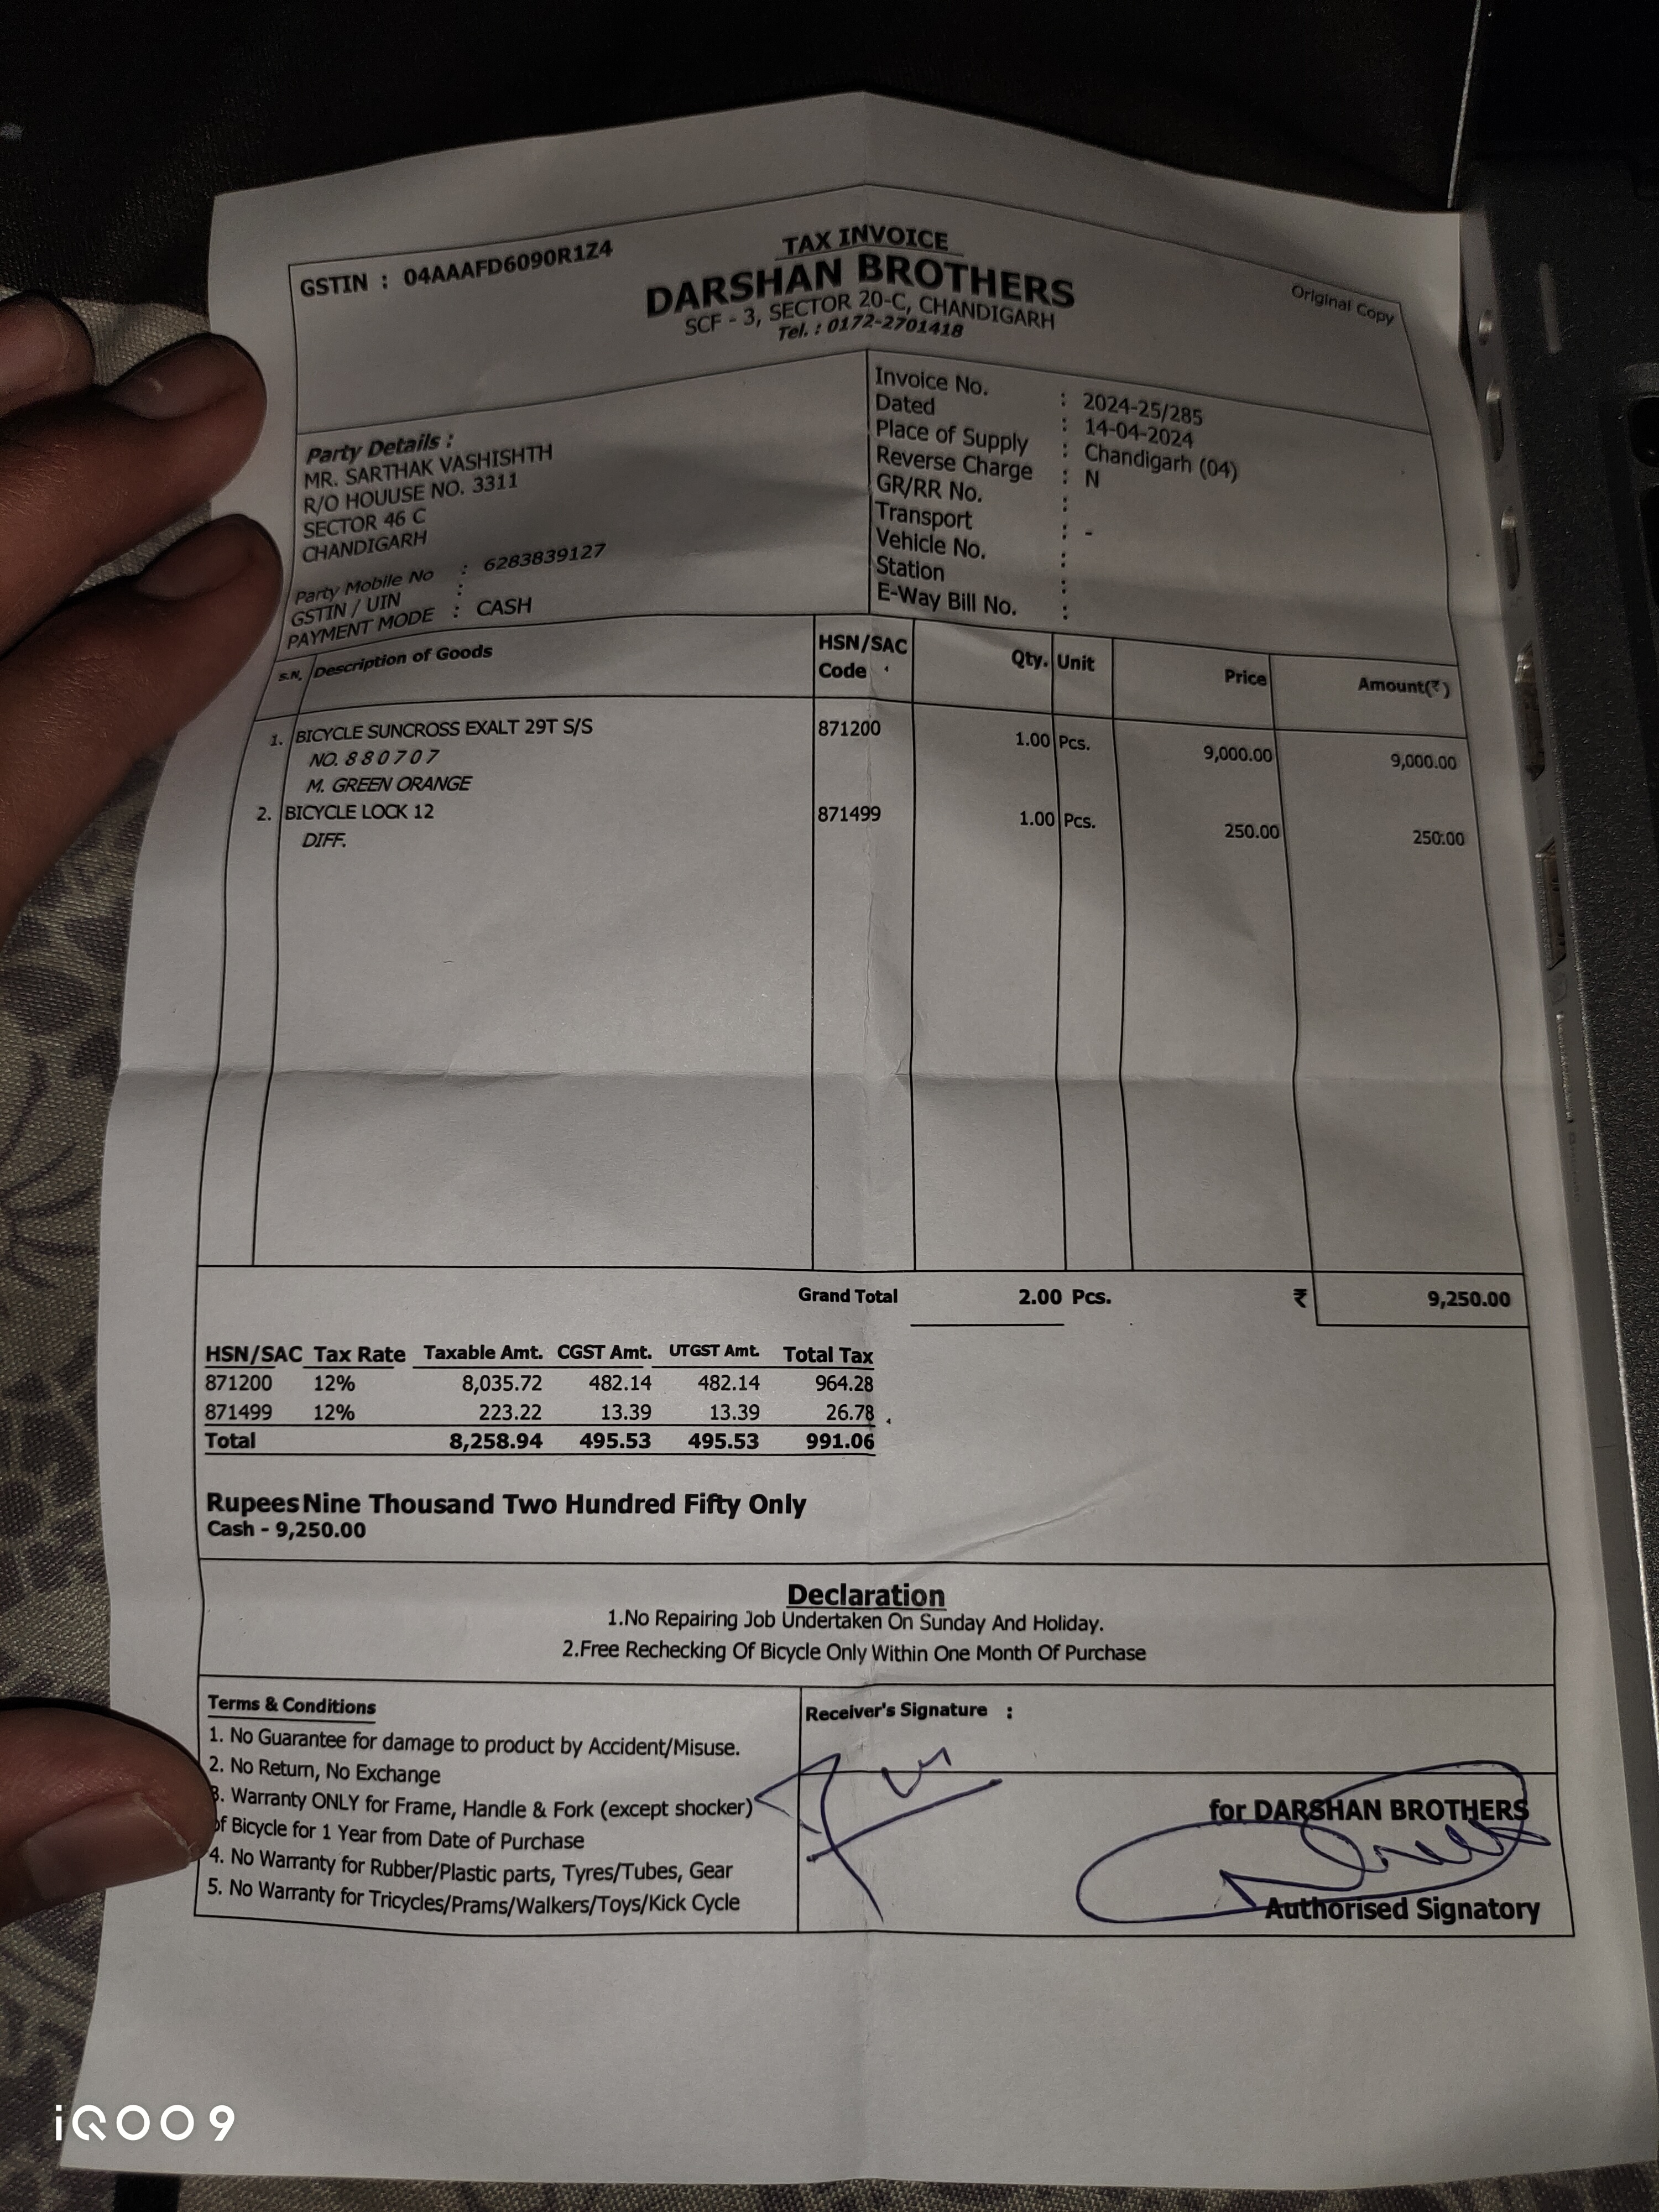 TAX INVOICE
GSTIN : 04AAAFD6090R1Z4
Original Copy
DARSHAN BROTHERS
SCF - 3, SECTOR 20-C, CHANDIGARH
Tel. : 0172-2701418
Party Details :
MR. SARTHAK VASHISHTH
R/O HOUUSE NO. 3311
SECTOR 46 C
CHANDIGARH
Party Mobile No : 6283839127
GSTIN / UIN :
PAYMENT MODE : CASH
Invoice No. : 2024-25/285
Dated : 14-04-2024
Place of Supply : Chandigarh (04)
Reverse Charge : N
GR/RR No. :
Transport : -
Vehicle No. :
Station :
E-Way Bill No. :
S.N. Description of Goods HSN/SAC Code Qty. Unit Price Amount(₹)
1. BICYCLE SUNCROSS EXALT 29T S/S 871200 1.00 Pcs. 9,000.00 9,000.00
NO. 880707
M. GREEN ORANGE
2. BICYCLE LOCK 12 871499 1.00 Pcs. 250.00 250.00
DIFF.
Grand Total 2.00 Pcs. ₹ 9,250.00
HSN/SAC Tax Rate Taxable Amt. CGST Amt. UTGST Amt. Total Tax
871200 12% 8,035.72 482.14 482.14 964.28
871499 12% 223.22 13.39 13.39 26.78
Total 8,258.94 495.53 495.53 991.06
Rupees Nine Thousand Two Hundred Fifty Only
Cash - 9,250.00
Declaration
1.No Repairing Job Undertaken On Sunday And Holiday.
2.Free Rechecking Of Bicycle Only Within One Month Of Purchase
Terms & Conditions
1. No Guarantee for damage to product by Accident/Misuse.
2. No Return, No Exchange
3. Warranty ONLY for Frame, Handle & Fork (except shocker)
of Bicycle for 1 Year from Date of Purchase
4. No Warranty for Rubber/Plastic parts, Tyres/Tubes, Gear
5. No Warranty for Tricycles/Prams/Walkers/Toys/Kick Cycle
Receiver's Signature :
for DARSHAN BROTHERS
Authorised Signatory
iQOO 9